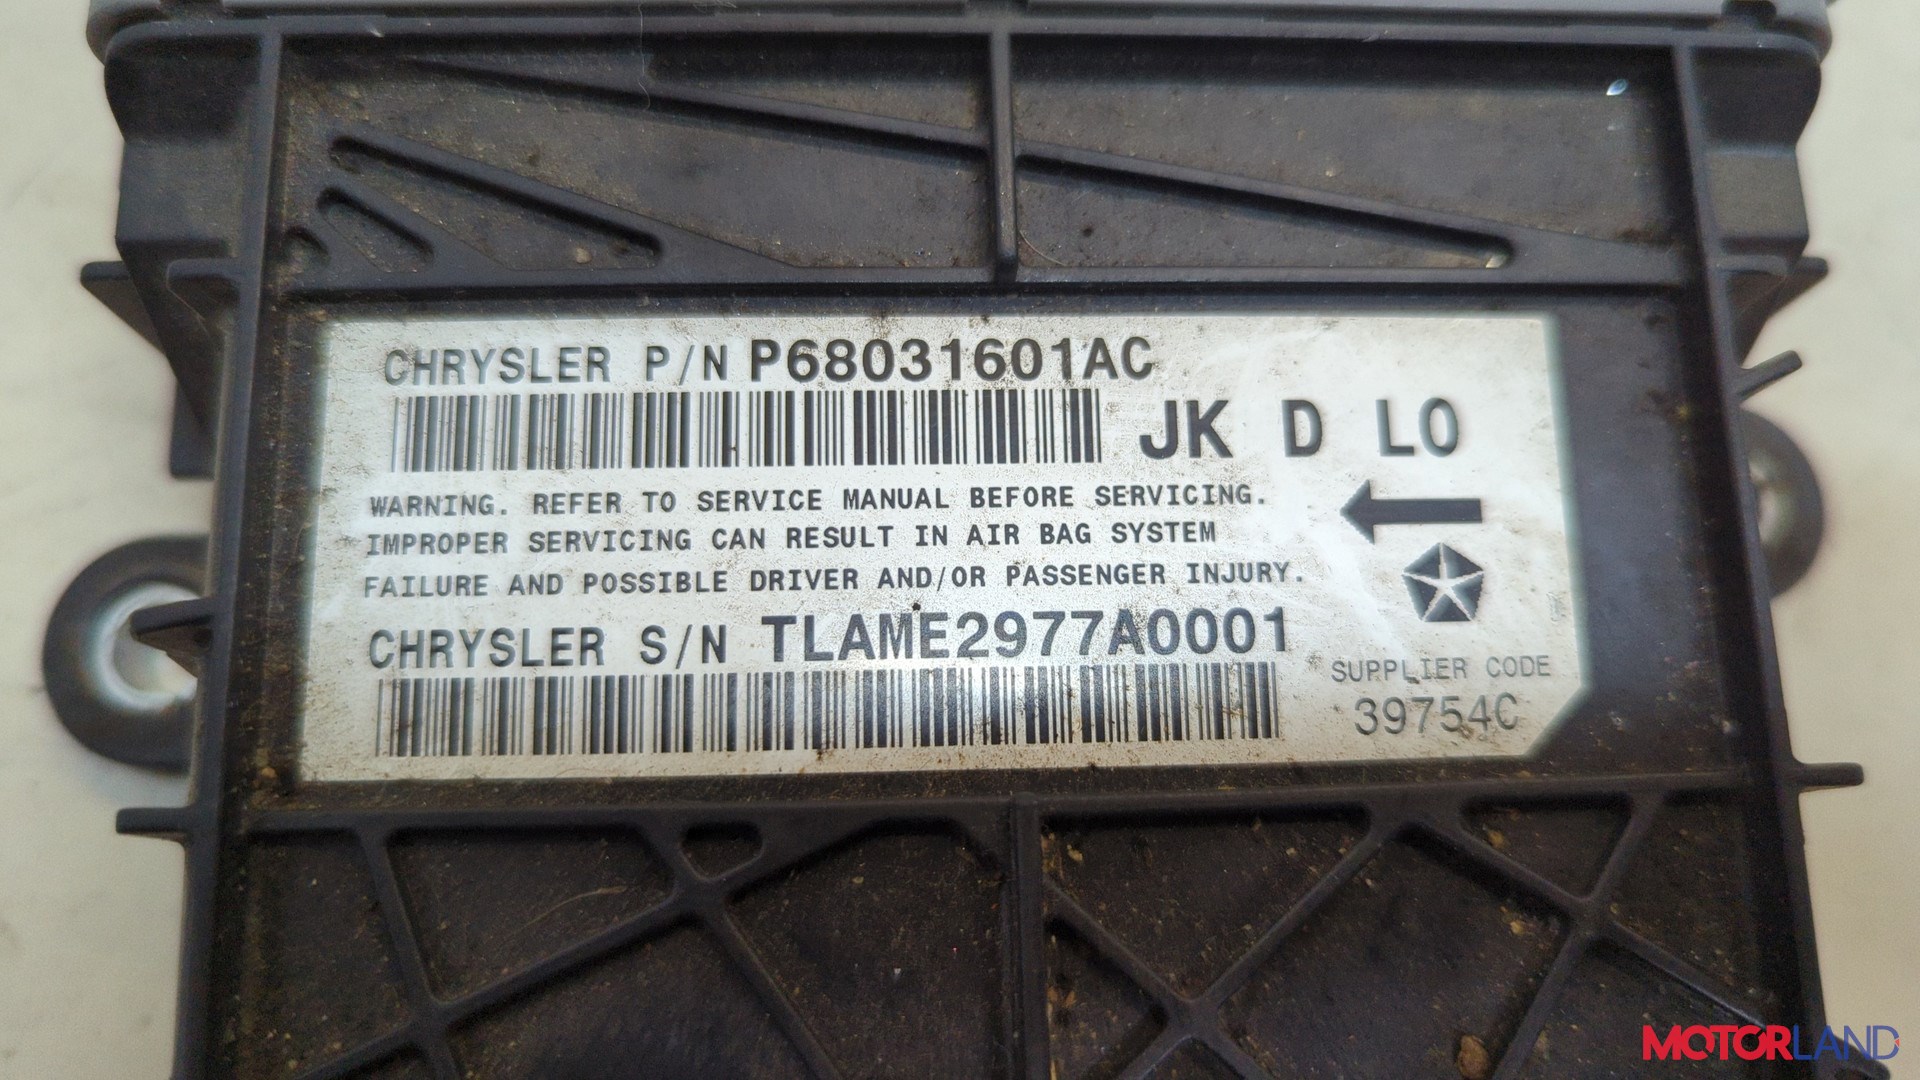 CHRYSLER P/N P68031601AC
JK D LO
WARNING. REFER TO SERVICE MANUAL BEFORE SERVICING.
IMPROPER SERVICING CAN RESULT IN AIR BAG SYSTEM
FAILURE AND POSSIBLE DRIVER AND/OR PASSENGER INJURY.
CHRYSLER S/N TLAME2977A0001
SUPPLIER CODE
39754C
MOTORLAND